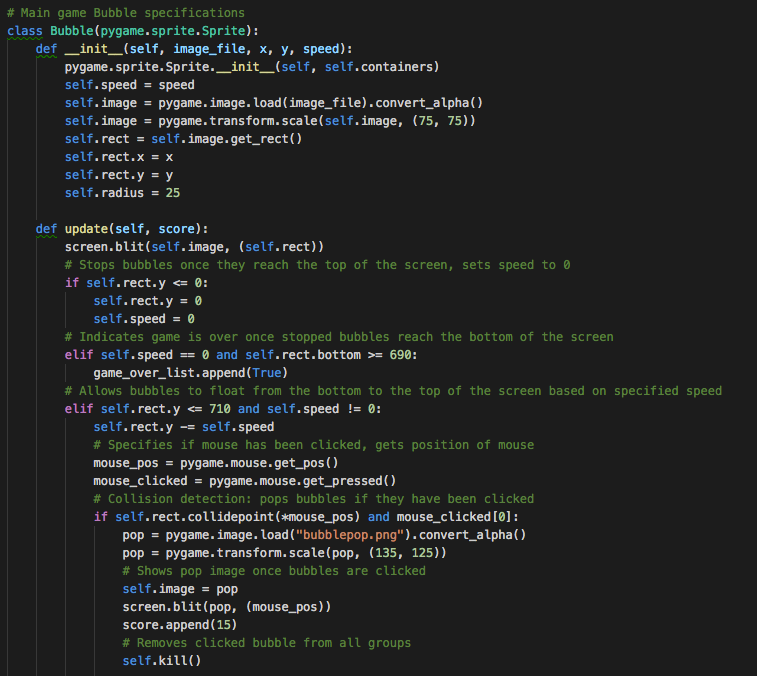 # Main game Bubble specifications
class Bubble(pygame.sprite.Sprite):
    def __init__(self, image_file, x, y, speed):
        pygame.sprite.Sprite.__init__(self, self.containers)
        self.speed = speed
        self.image = pygame.image.load(image_file).convert_alpha()
        self.image = pygame.transform.scale(self.image, (75, 75))
        self.rect = self.image.get_rect()
        self.rect.x = x
        self.rect.y = y
        self.radius = 25

    def update(self, score):
        screen.blit(self.image, (self.rect))
        # Stops bubbles once they reach the top of the screen, sets speed to 0
        if self.rect.y <= 0:
            self.rect.y = 0
            self.speed = 0
        # Indicates game is over once stopped bubbles reach the bottom of the screen
        elif self.speed == 0 and self.rect.bottom >= 690:
            game_over_list.append(True)
        # Allows bubbles to float from the bottom to the top of the screen based on specified speed
        elif self.rect.y <= 710 and self.speed != 0:
            self.rect.y -= self.speed
            # Specifies if mouse has been clicked, gets position of mouse
            mouse_pos = pygame.mouse.get_pos()
            mouse_clicked = pygame.mouse.get_pressed()
            # Collision detection: pops bubbles if they have been clicked
            if self.rect.collidepoint(*mouse_pos) and mouse_clicked[0]:
                pop = pygame.image.load("bubblepop.png").convert_alpha()
                pop = pygame.transform.scale(pop, (135, 125))
                # Shows pop image once bubbles are clicked
                self.image = pop
                screen.blit(pop, (mouse_pos))
                score.append(15)
                # Removes clicked bubble from all groups
                self.kill()